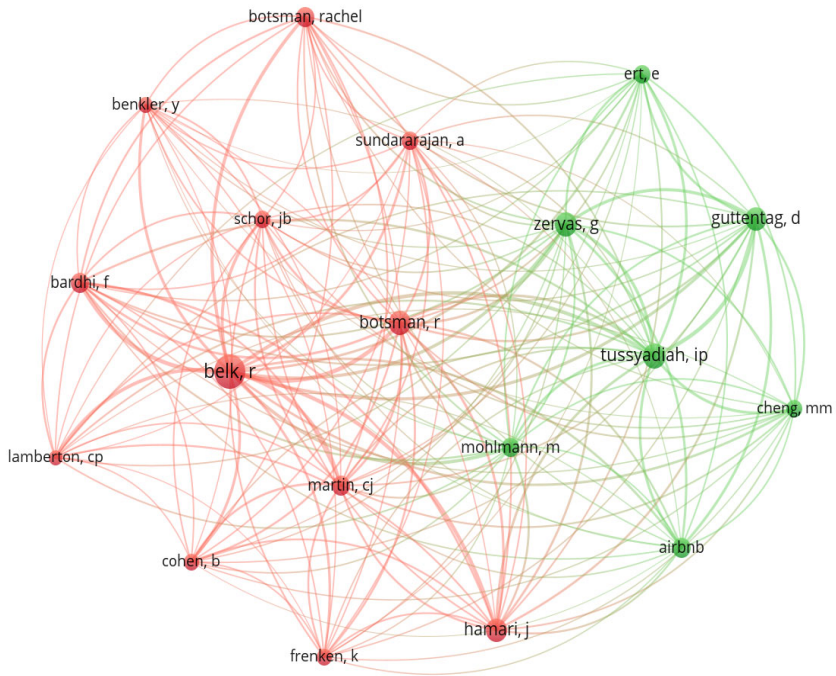 botsman, rachel
ert, e
benkler, y
sundararajan, a
schor, jb
zervas, g
guttentag, d
bardhi, f
botsman, r
tussyadiah, ip
belk, r
cheng, mm
mohlmann, m
lamberton, cp
martin, cj
airbnb
cohen, b
hamari, j
frenken, k